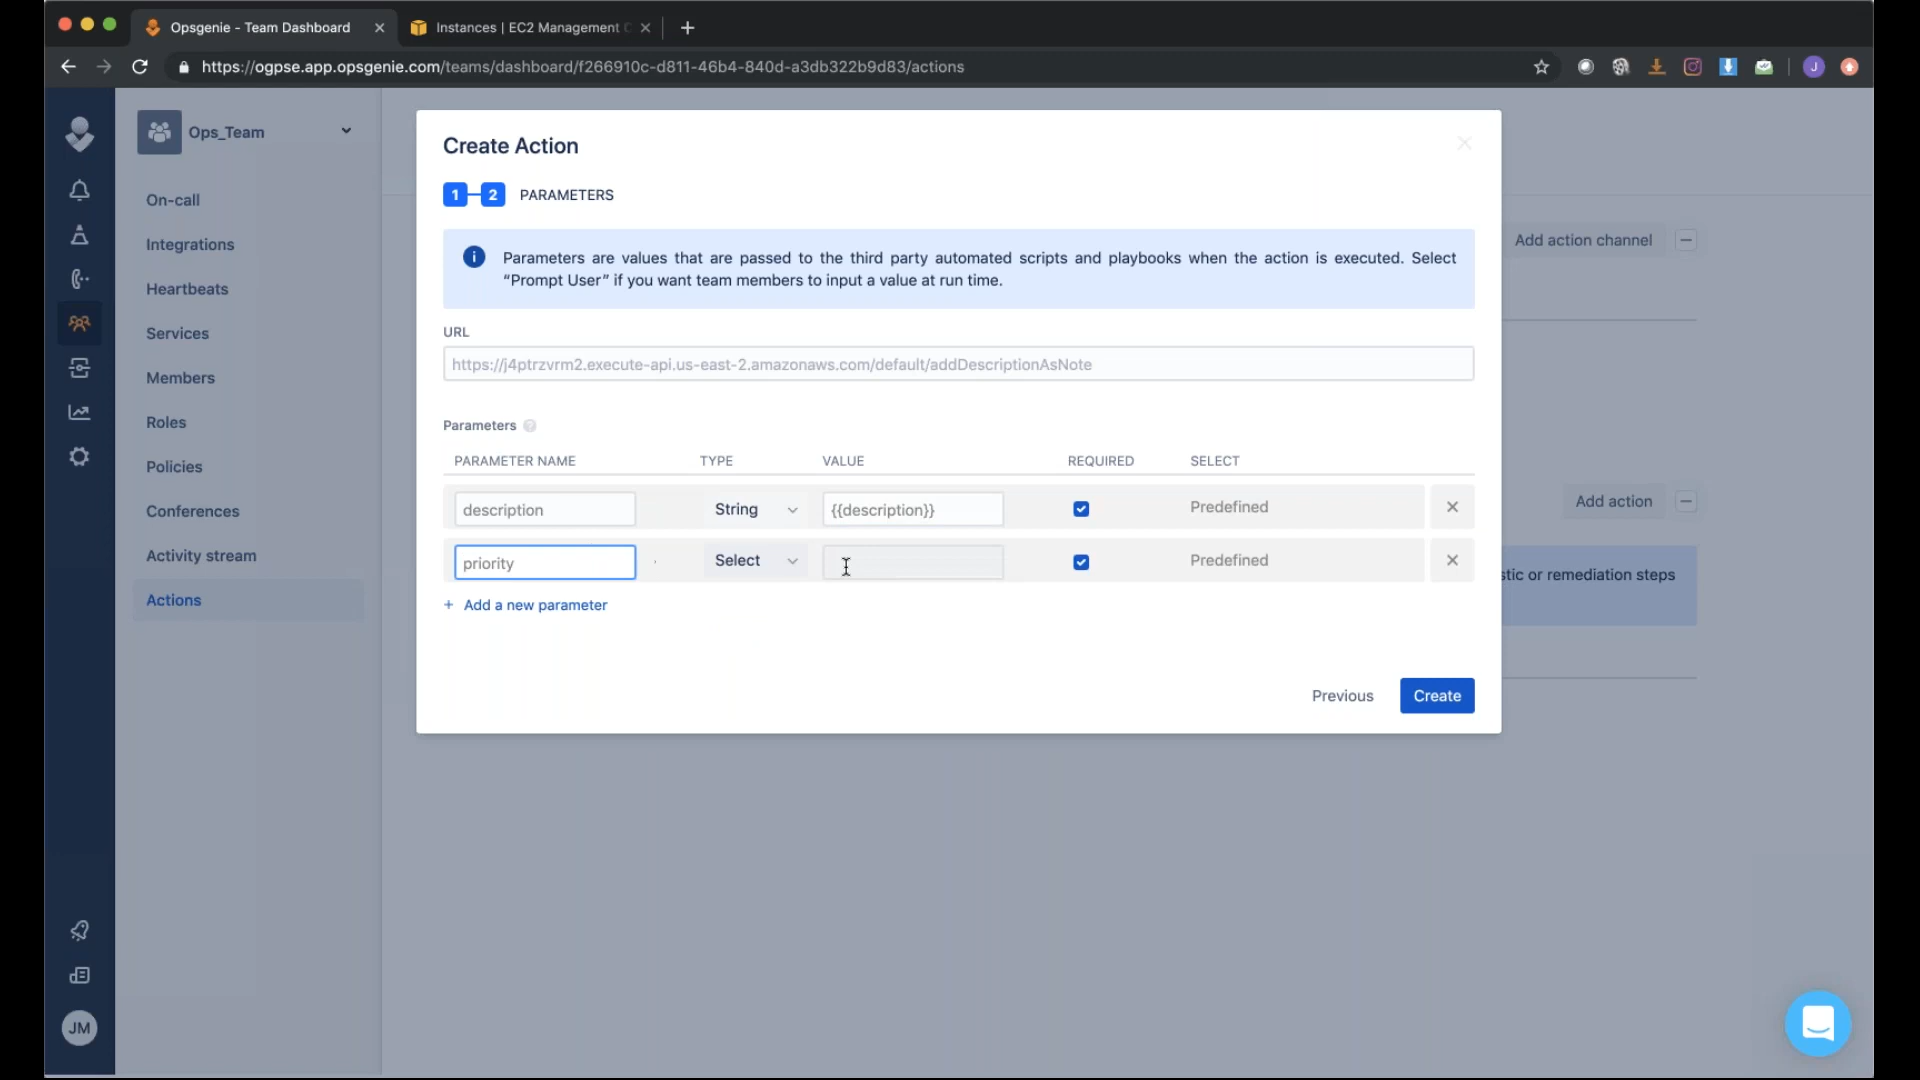 Opsgenie - Team Dashboard
Instances | EC2 Management
https://ogpse.app.opsgenie.com/teams/dashboard/f266910c-d811-46b4-840d-a3db322b9d83/actions
J
Ops_Team
On-call
Integrations
Heartbeats
Services
Members
Roles
Policies
Conferences
Activity stream
Actions
JM
Create Action
1 2 PARAMETERS
Parameters are values that are passed to the third party automated scripts and playbooks when the action is executed. Select
“Prompt User” if you want team members to input a value at run time.
URL
https://j4ptrzvrm2.execute-api.us-east-2.amazonaws.com/default/addDescriptionAsNote
Parameters
PARAMETER NAME TYPE VALUE REQUIRED SELECT
description String {{description}} Predefined
priority Select Predefined
+ Add a new parameter
Previous Create
Add action channel
Add action
stic or remediation steps